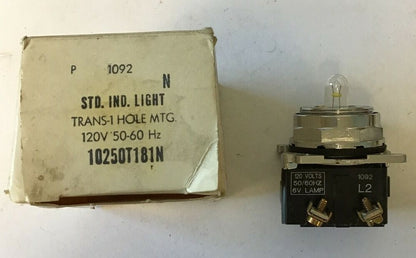 P 1092
N
STD. IND. LIGHT
TRANS-1 HOLE MTG.
120V 50-60 Hz
10250T181N
120 VOLTS
50/60HZ
6V LAMP
1092
L2